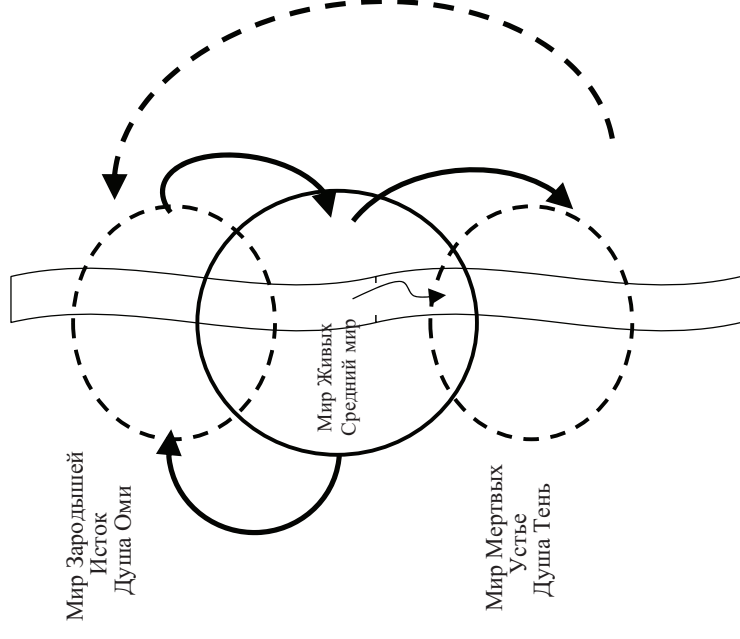 Мир Зародышей
Исток
Душа Оми
Мир Живых
Средний мир
Мир Мертвых
Устье
Душа Тень